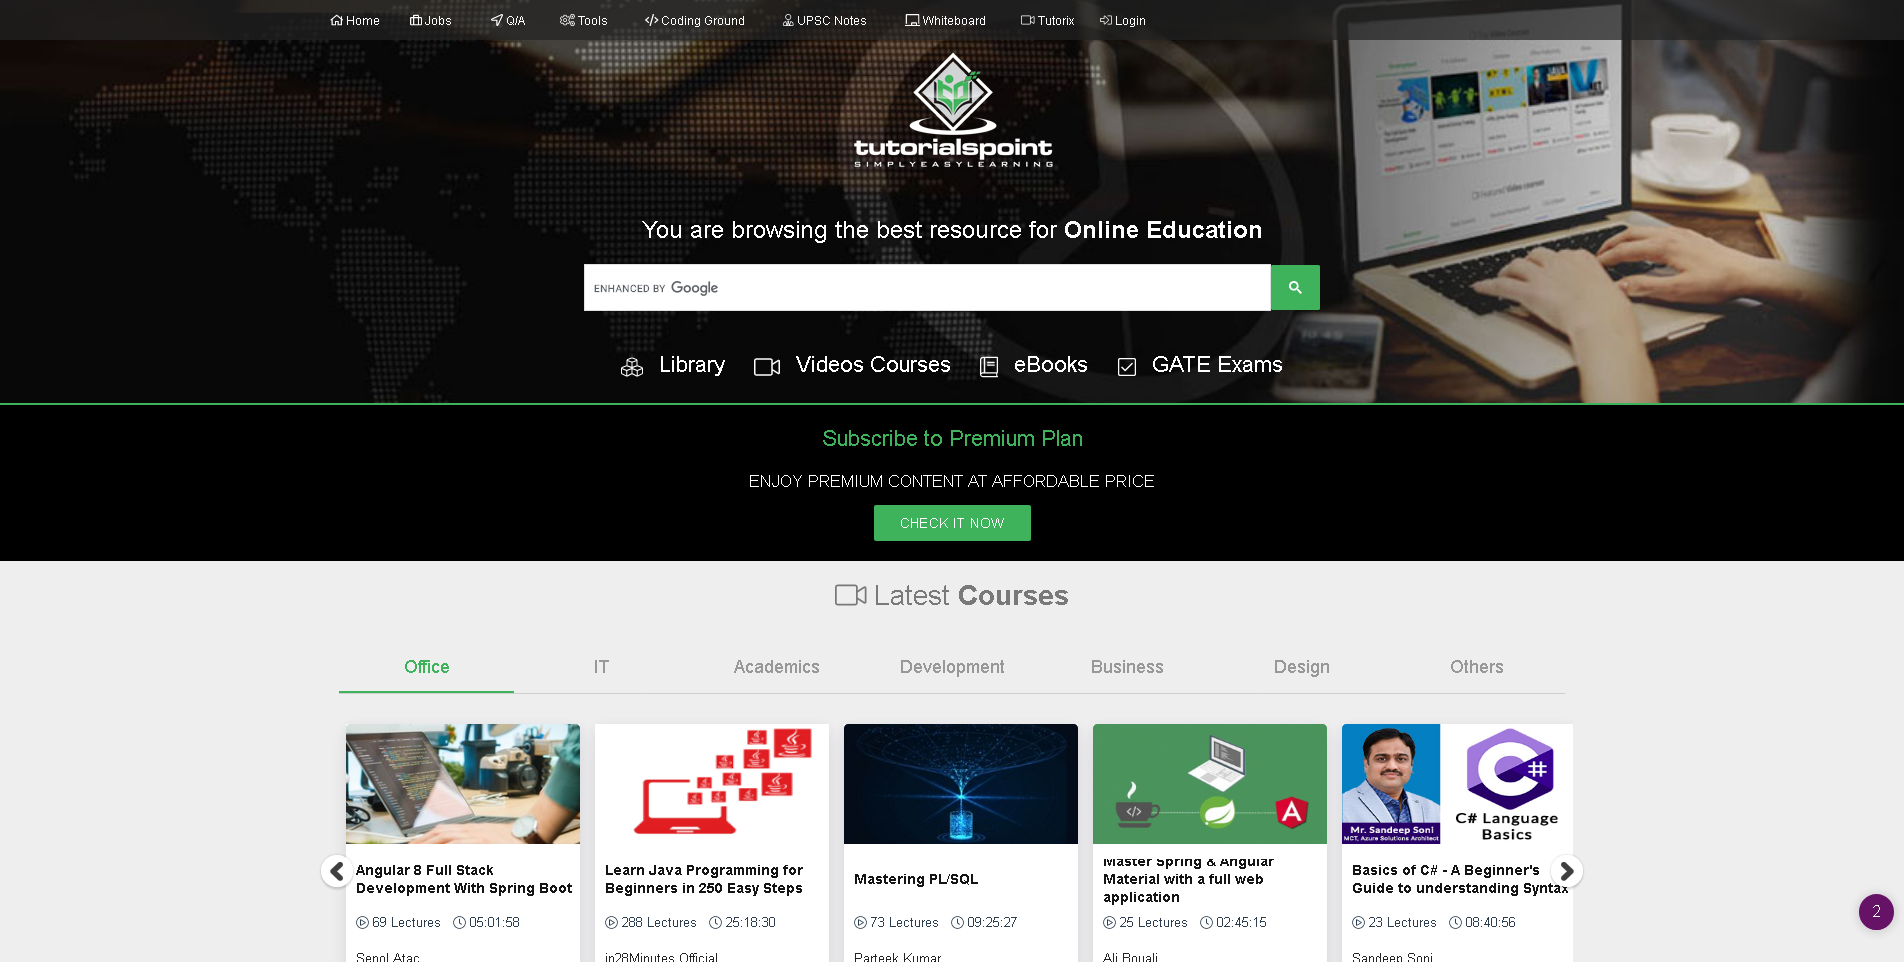 Home Jobs Q/A Tools Coding Ground UPSC Notes Whiteboard Tutorix Login
tutorialspoint
SIMPLYEASYLEARNING
You are browsing the best resource for Online Education
ENHANCED BY Google
Library Videos Courses eBooks GATE Exams
Subscribe to Premium Plan
ENJOY PREMIUM CONTENT AT AFFORDABLE PRICE
CHECK IT NOW
Latest Courses
Office IT Academics Development Business Design Others
Mr. Sandeep Soni
MCT, Azure Solutions Architect
C# Language
Basics
Angular 8 Full Stack
Development With Spring Boot
69 Lectures 05:01:58
Senol Atac
Learn Java Programming for
Beginners in 250 Easy Steps
288 Lectures 25:18:30
in28Minutes Official
Mastering PL/SQL
73 Lectures 09:25:27
Parteek Kumar
Master Spring & Angular
Material with a full web
application
25 Lectures 02:45:15
Ali Bouali
Basics of C# - A Beginner's
Guide to understanding Syntax
23 Lectures 08:40:56
Sandeep Soni
2